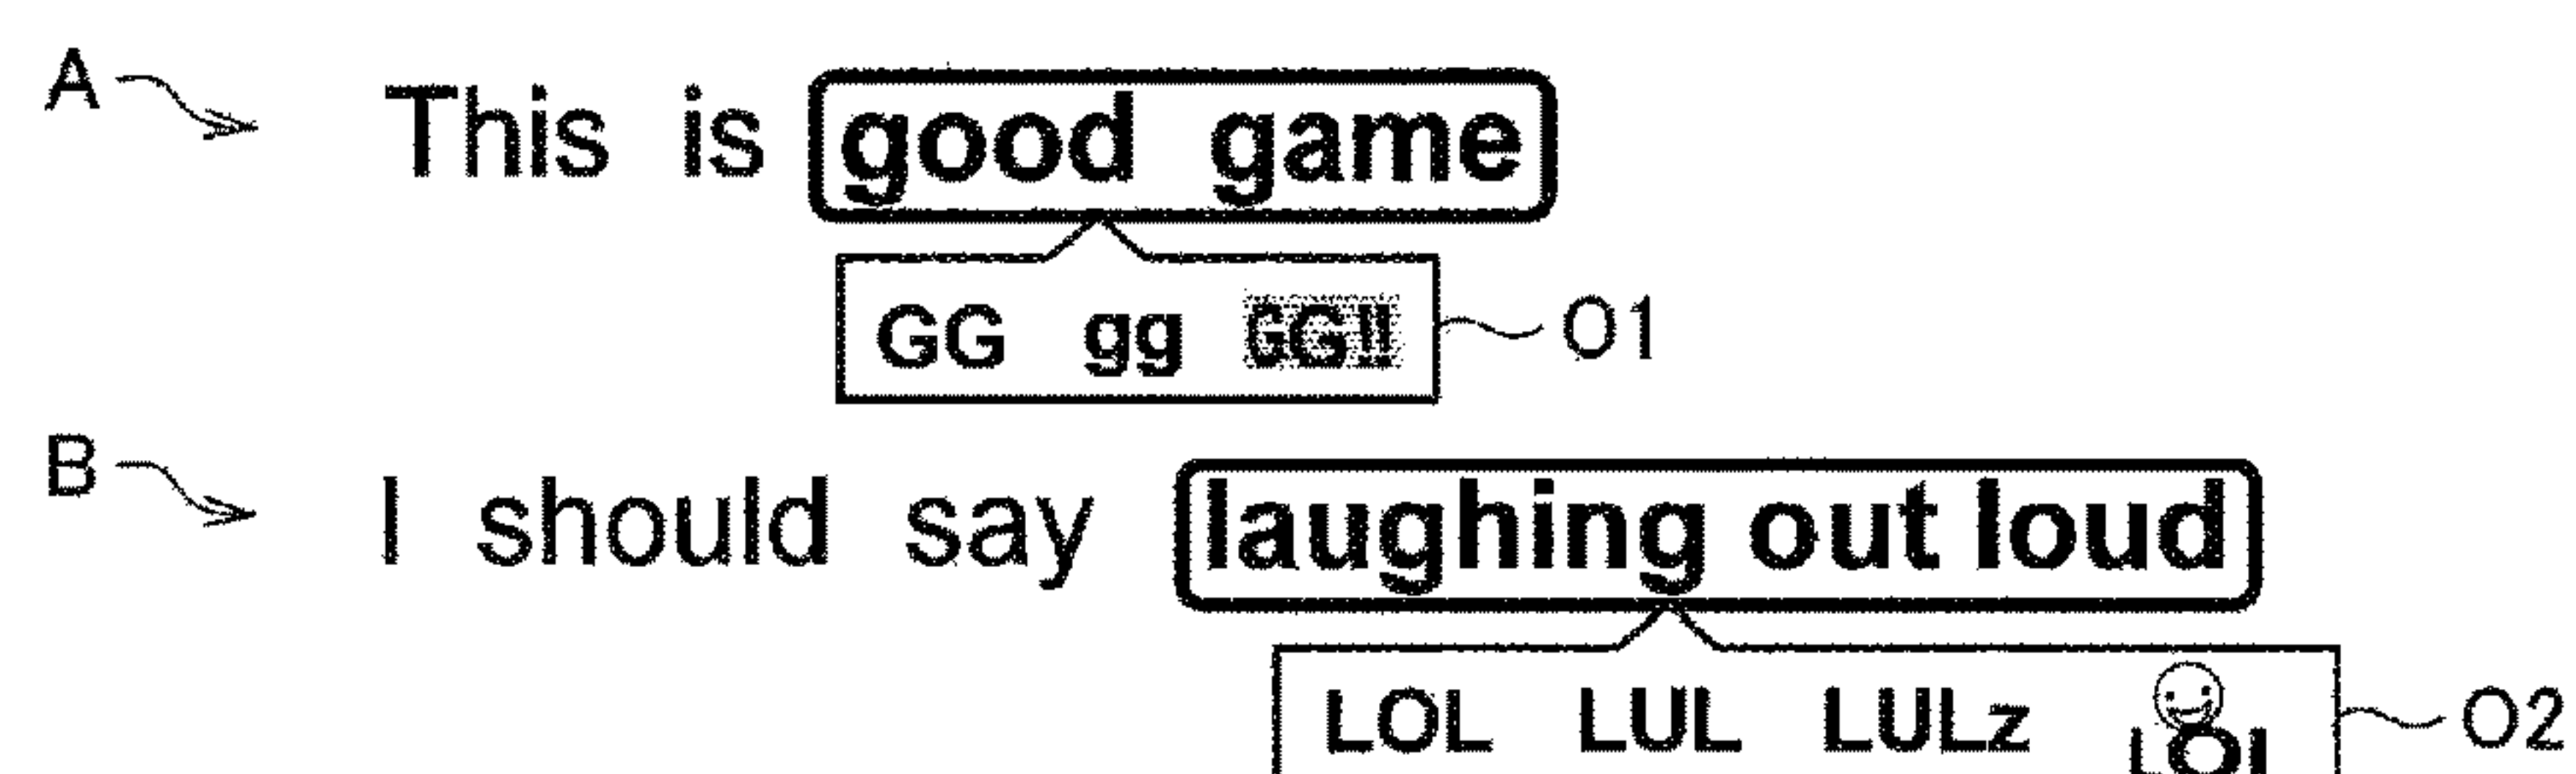 A This is good game
GG gg GG!! O1
B I should say laughing out loud
LOL LUL LULz LOL O2